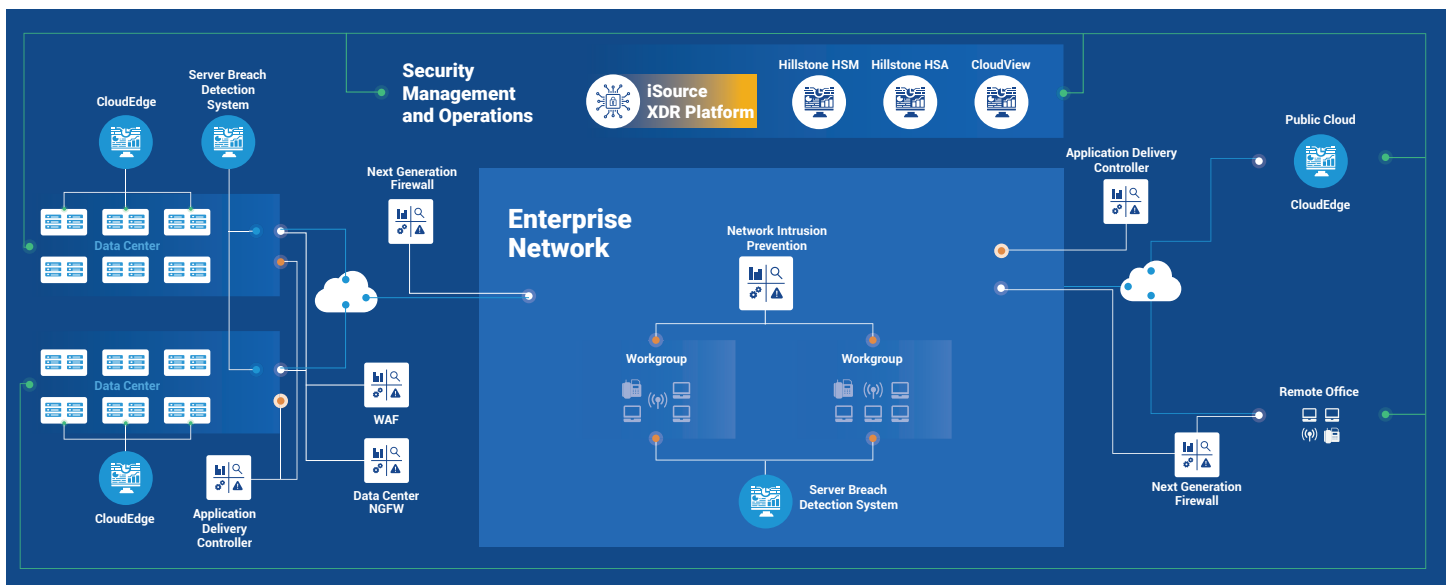 Security
Management
and Operations
iSource
XDR Platform
Hillstone HSM
Hillstone HSA
CloudView
CloudEdge
Server Breach
Detection
System
Data Center
Data Center
CloudEdge
Application
Delivery
Controller
Next Generation
Firewall
WAF
Data Center
NGFW
Enterprise
Network
Network Intrusion
Prevention
Workgroup
Workgroup
Server Breach
Detection System
Application Delivery
Controller
Public Cloud
CloudEdge
Remote Office
Next Generation
Firewall